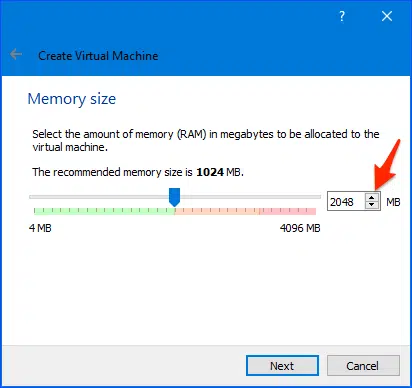 ?
Create Virtual Machine
Memory size
Select the amount of memory (RAM) in megabytes to be allocated to the
virtual machine.
The recommended memory size is 1024 MB.
2048 MB
4 MB 4096 MB
Next Cancel